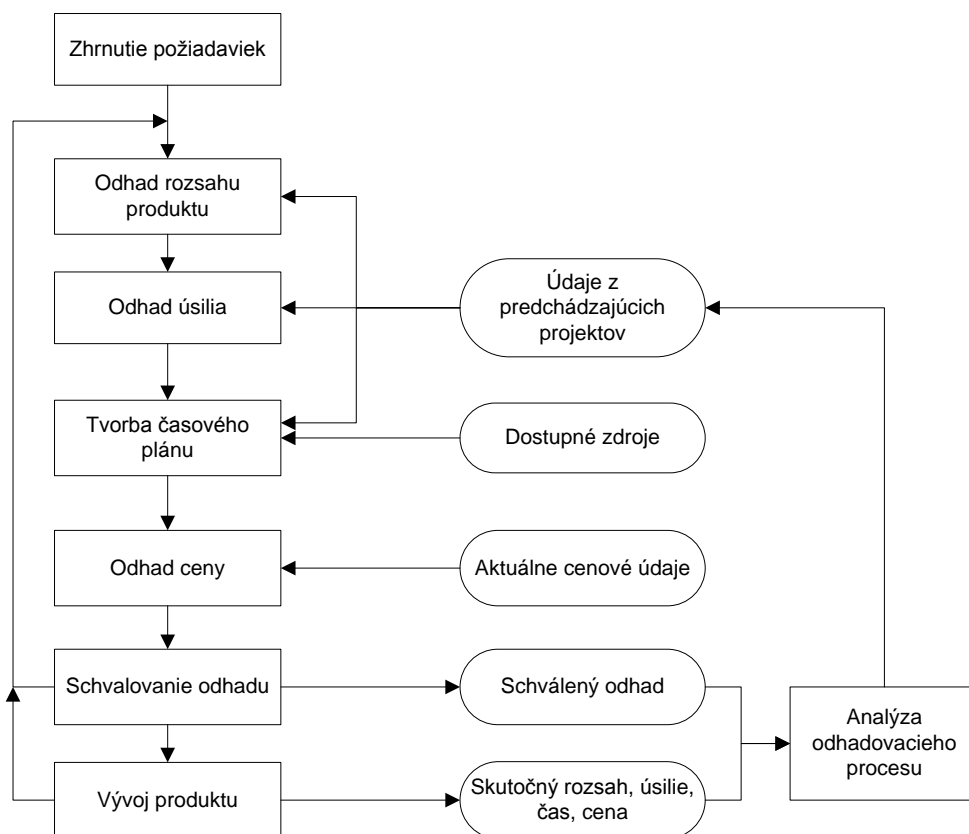 Zhrnutie požiadaviek
Odhad rozsahu
produktu
Odhad úsilia
Údaje z
predchádzajúcich
projektov
Tvorba časového
plánu
Dostupné zdroje
Odhad ceny
Aktuálne cenové údaje
Schvalovanie odhadu
Schválený odhad
Analýza
odhadovacieho
procesu
Vývoj produktu
Skutočný rozsah, úsilie,
čas, cena